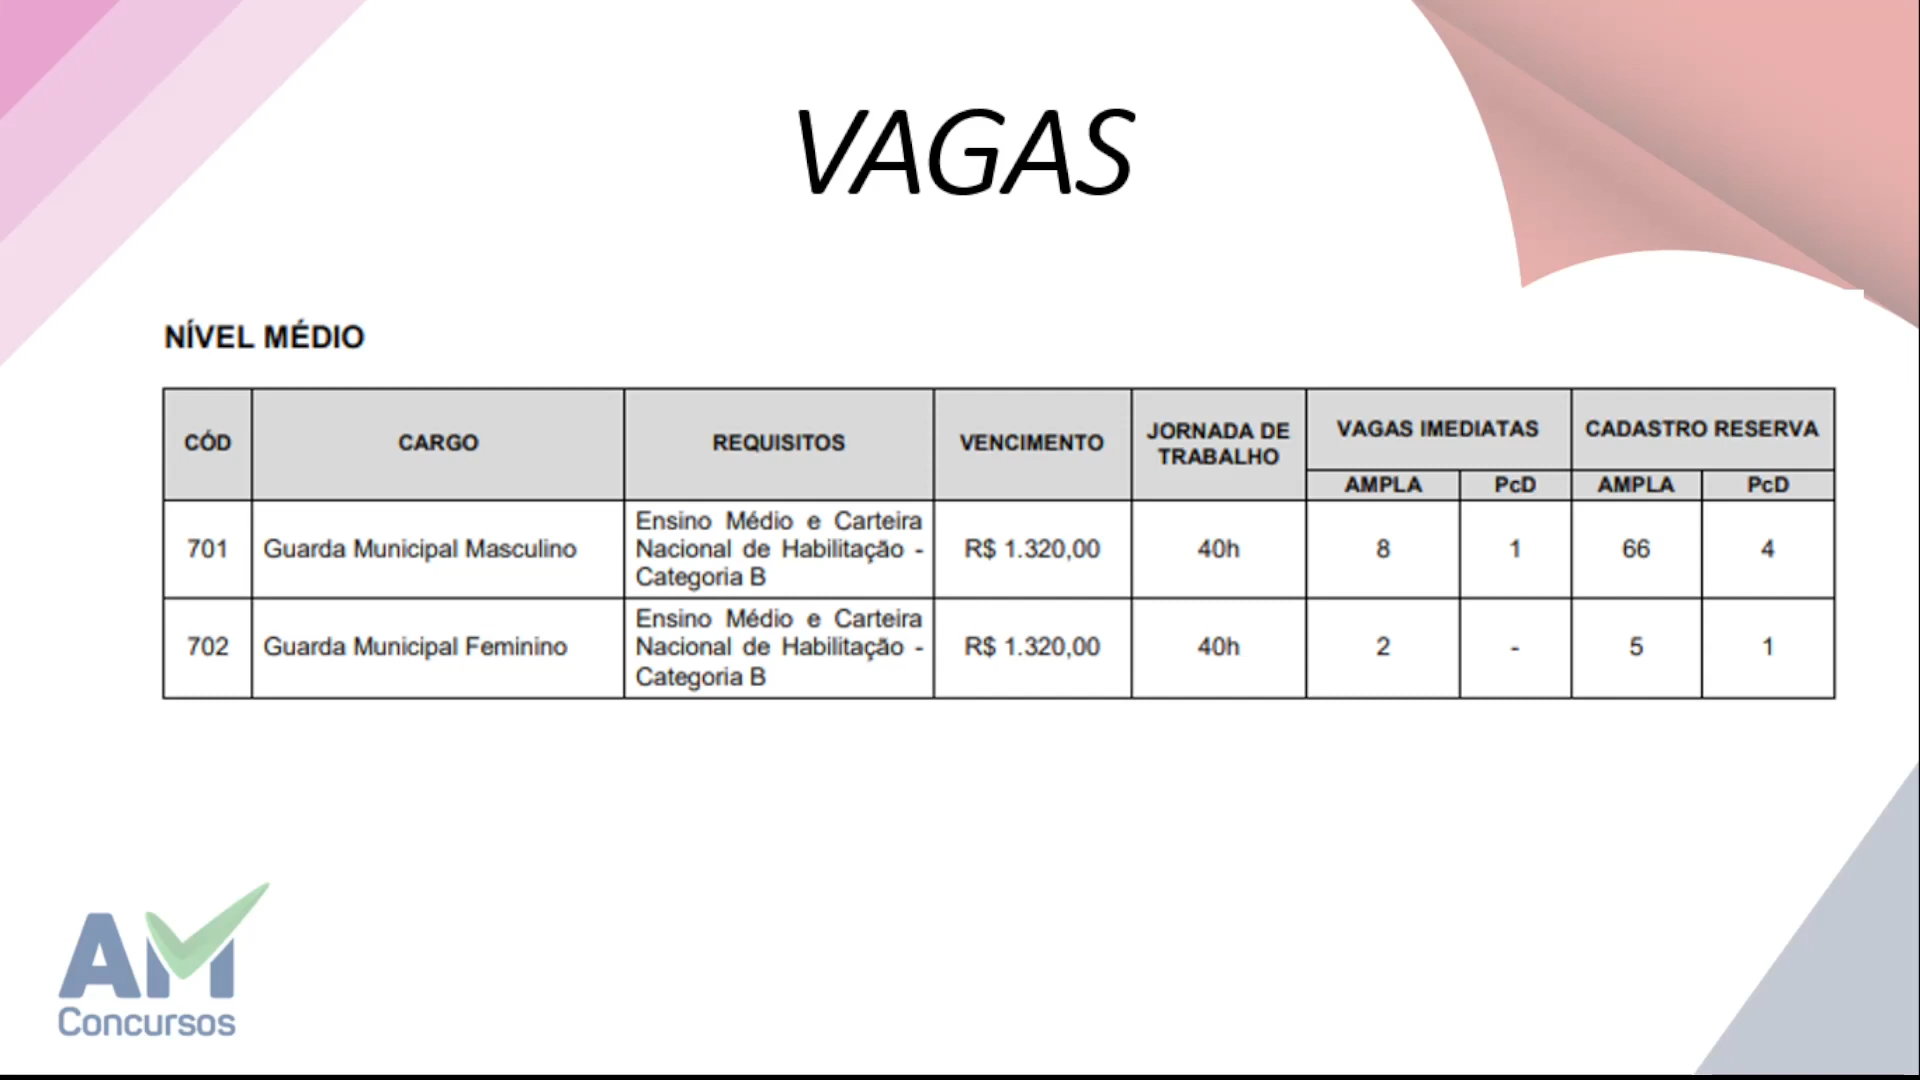 VAGAS
NÍVEL MÉDIO
CÓD CARGO REQUISITOS VENCIMENTO JORNADA DE TRABALHO VAGAS IMEDIATAS CADASTRO RESERVA
AMPLA PcD AMPLA PcD
701 Guarda Municipal Masculino Ensino Médio e Carteira Nacional de Habilitação - Categoria B R$ 1.320,00 40h 8 1 66 4
702 Guarda Municipal Feminino Ensino Médio e Carteira Nacional de Habilitação - Categoria B R$ 1.320,00 40h 2 - 5 1
AM
Concursos